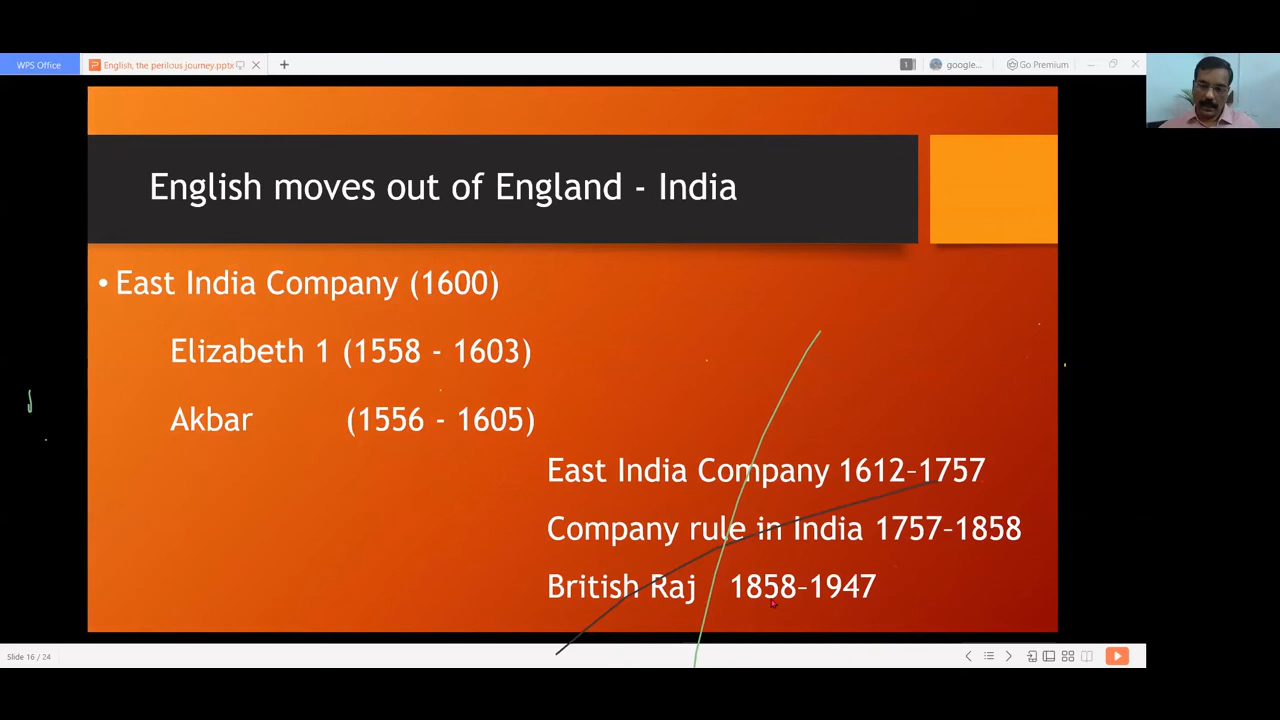 WPS Office
English, the perilous journey.pptx
1
google...
Go Premium
English moves out of England - India
• East India Company (1600)
Elizabeth 1 (1558 - 1603)
Akbar (1556 - 1605)
East India Company 1612–1757
Company rule in India 1757–1858
British Raj 1858–1947
Slide 16 / 24